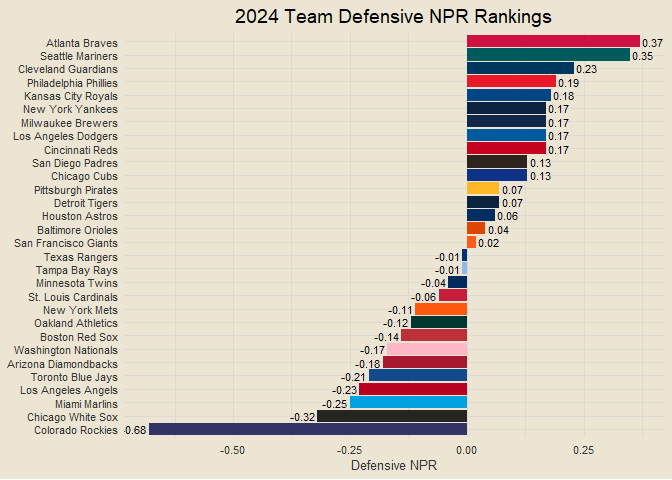 2024 Team Defensive NPR Rankings
Atlanta Braves 0.37
Seattle Mariners 0.35
Cleveland Guardians 0.23
Philadelphia Phillies 0.19
Kansas City Royals 0.18
New York Yankees 0.17
Milwaukee Brewers 0.17
Los Angeles Dodgers 0.17
Cincinnati Reds 0.17
San Diego Padres 0.13
Chicago Cubs 0.13
Pittsburgh Pirates 0.07
Detroit Tigers 0.07
Houston Astros 0.06
Baltimore Orioles 0.04
San Francisco Giants 0.02
Texas Rangers -0.01
Tampa Bay Rays -0.01
Minnesota Twins -0.04
St. Louis Cardinals -0.06
New York Mets -0.11
Oakland Athletics -0.12
Boston Red Sox -0.14
Washington Nationals -0.17
Arizona Diamondbacks -0.18
Toronto Blue Jays -0.21
Los Angeles Angels -0.23
Miami Marlins -0.25
Chicago White Sox -0.32
Colorado Rockies -0.68
-0.50 -0.25 0.00 0.25
Defensive NPR